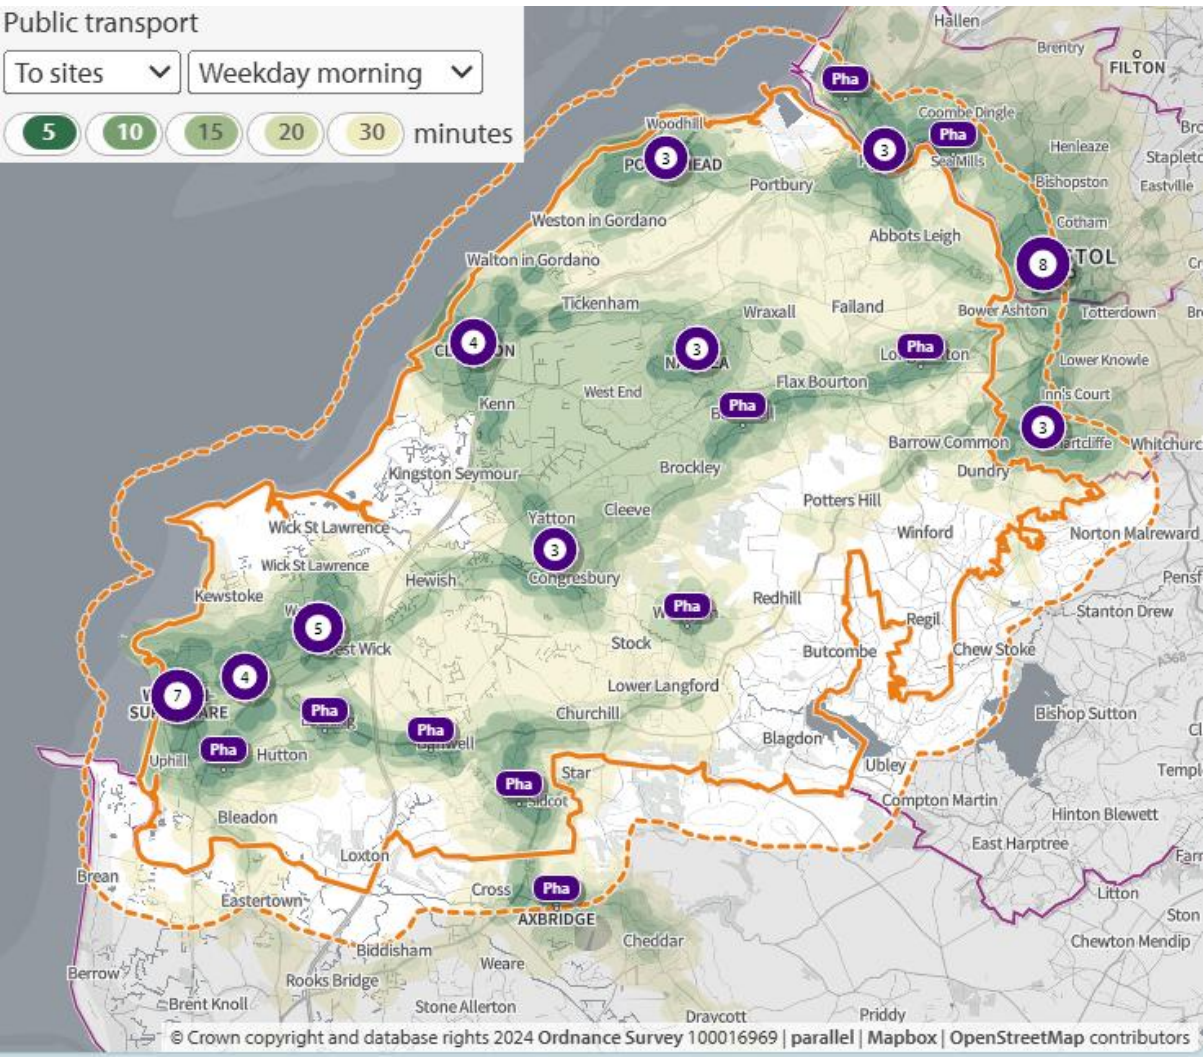 Public transport
To sites Weekday morning
5 10 15 20 30 minutes
Hallen
Brentry
FILTON
Pha
Coombe Dingle
Woodhill
Pha
Henleaze
3
3
Sea Mills
Portbury
Bishopston
Eastville
Weston in Gordano
Cotham
Abbots Leigh
Walton in Gordano
8
Tickenham
Wraxall
Failand
Bower Ashton
Totterdown
4
3
Pha
Lower Knowle
West End
Flax Bourton
Inn's Court
Kenn
Pha
3
Barrow Common
Whitchurc
Brockley
Dundry
Kingston Seymour
Potters Hill
Cleeve
Yatton
Wick St Lawrence
Winford
Norton Malreward
3
Wick St Lawrence
Hewish
Congresbury
Kewstoke
Redhill
Pha
Stanton Drew
Regil
5
Stock
Butcombe
Chew Stoke
est Wick
A368
4
Lower Langford
7
Pha
Churchill
Bishop Sutton
Pha
Blagdon
Pha
Hutton
Uphill
Ubley
Star
Pha
Sidcot
Compton Martin
Bleadon
Hinton Blewett
East Harptree
Loxton
Brean
Cross
Pha
Litton
Eastertown
AXBRIDGE
Ston
Cheddar
Chewton Mendip
Biddisham
Weare
Berrow
Rooks Bridge
Brent Knoll
Stone Allerton
Draycott
Priddy
© Crown copyright and database rights 2024 Ordnance Survey 100016969 | parallel | Mapbox | OpenStreetMap contributors